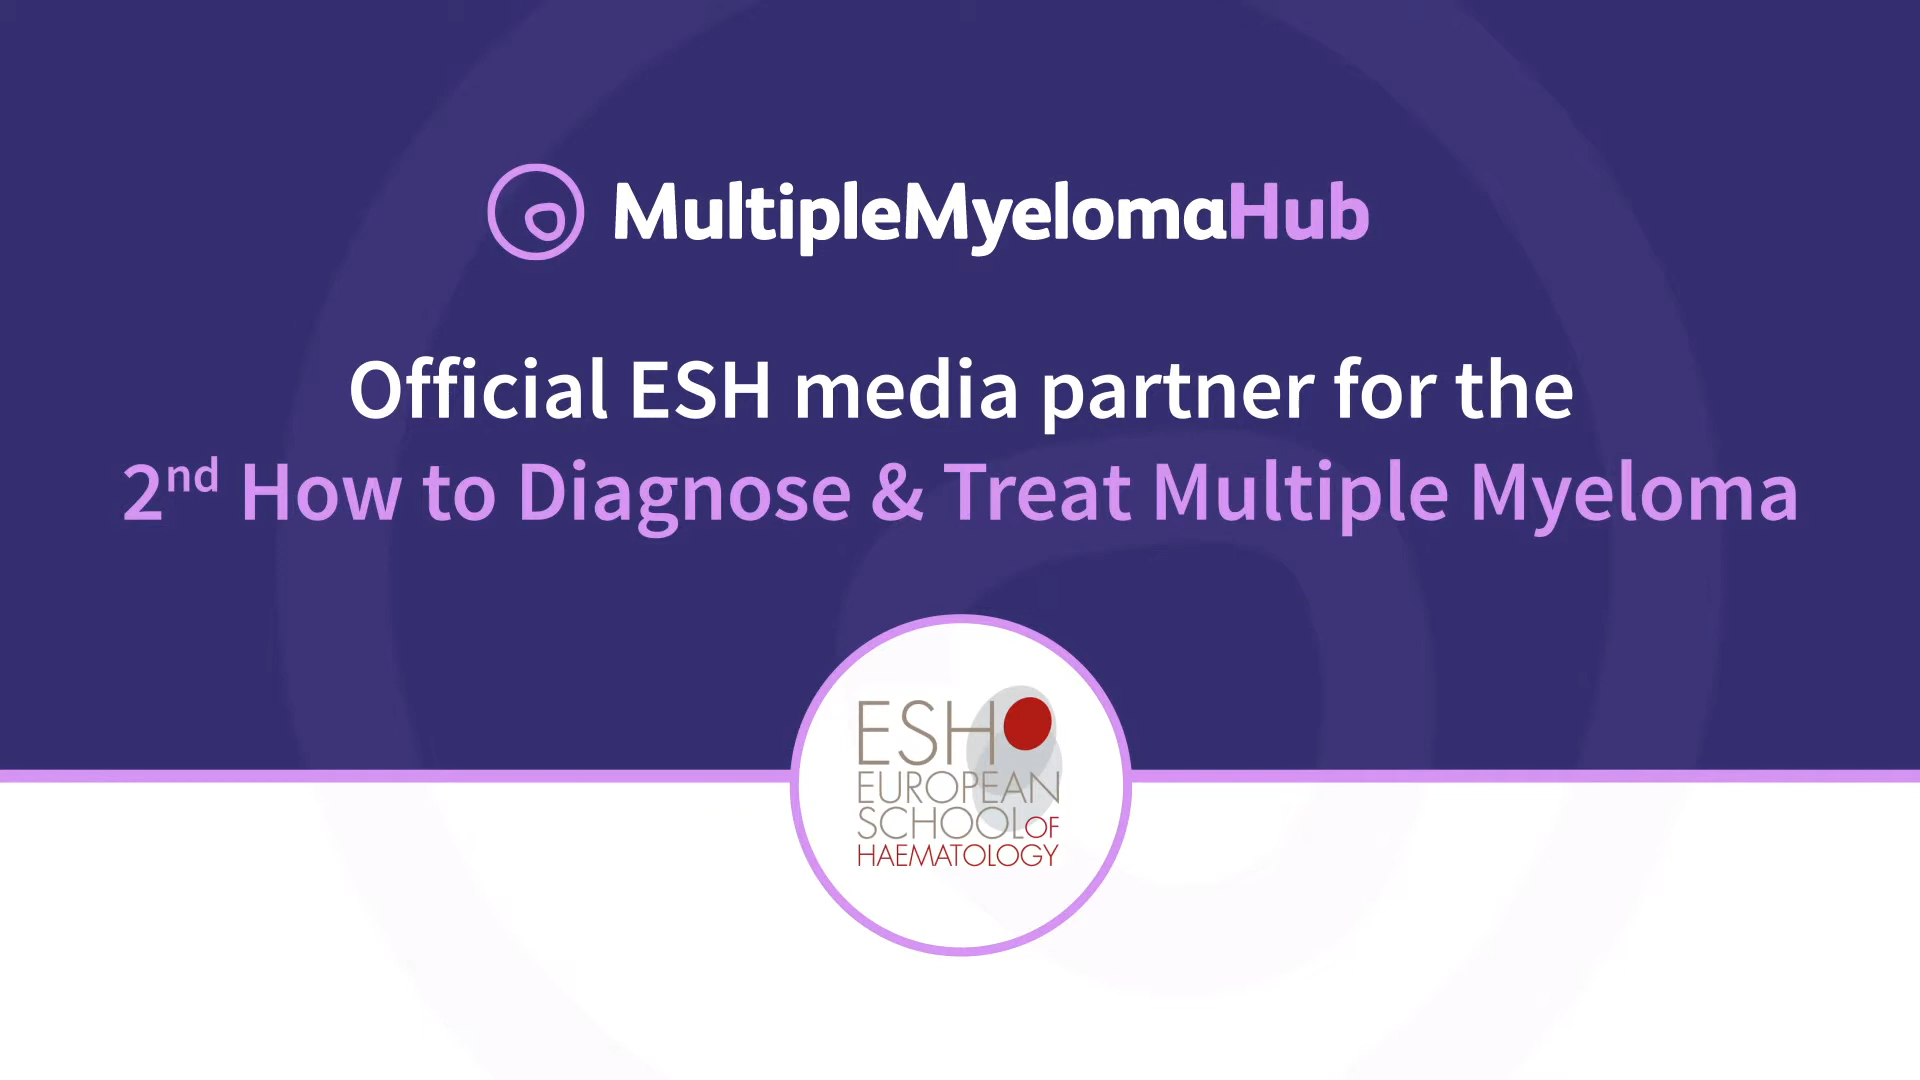 MultipleMyelomaHub
Official ESH media partner for the
2nd How to Diagnose & Treat Multiple Myeloma
ESH
EUROPEAN
SCHOOL OF
HAEMATOLOGY